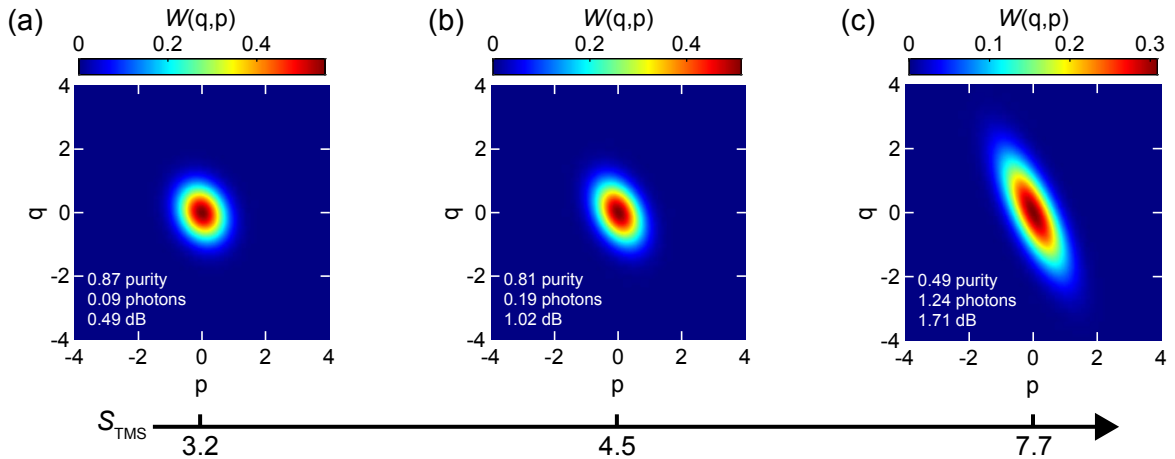 (a)
W(q,p)
0 0.2 0.4
4
2
0
-2
-4
q
0.87 purity
0.09 photons
0.49 dB
-4 -2 0 2 4
p
(b)
W(q,p)
0 0.2 0.4
4
2
0
-2
-4
q
0.81 purity
0.19 photons
1.02 dB
-4 -2 0 2 4
p
(c)
W(q,p)
0 0.1 0.2 0.3
4
2
0
-2
-4
q
0.49 purity
1.24 photons
1.71 dB
-4 -2 0 2 4
p
S_TMS
3.2 4.5 7.7